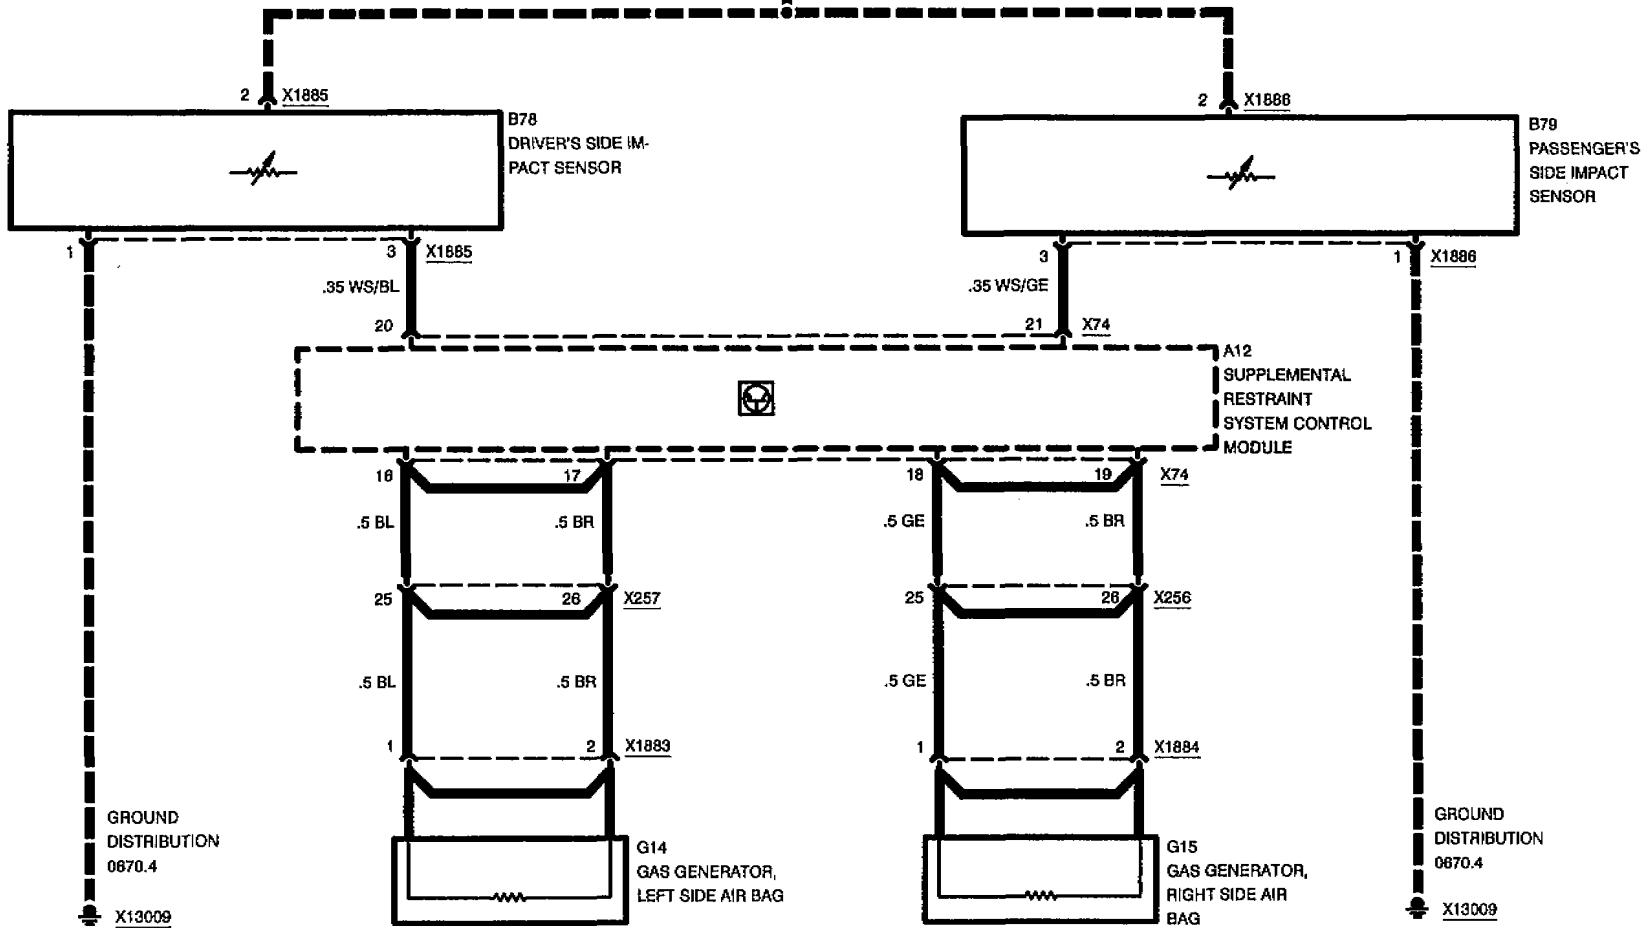 2 X1885
2 X1886
B78
DRIVER'S SIDE IM-
PACT SENSOR
B79
PASSENGER'S
SIDE IMPACT
SENSOR
1 3 X1885
3 1 X1886
.35 WS/BL .35 WS/GE
20 21 X74
A12
SUPPLEMENTAL
RESTRAINT
SYSTEM CONTROL
MODULE
16 17 18 19 X74
.5 BL .5 BR .5 GE .5 BR
25 26 X257 25 26 X256
.5 BL .5 BR .5 GE .5 BR
1 2 X1883 1 2 X1884
GROUND
DISTRIBUTION
0670.4
X13009
G14
GAS GENERATOR,
LEFT SIDE AIR BAG
G15
GAS GENERATOR,
RIGHT SIDE AIR
BAG
GROUND
DISTRIBUTION
0670.4
X13009